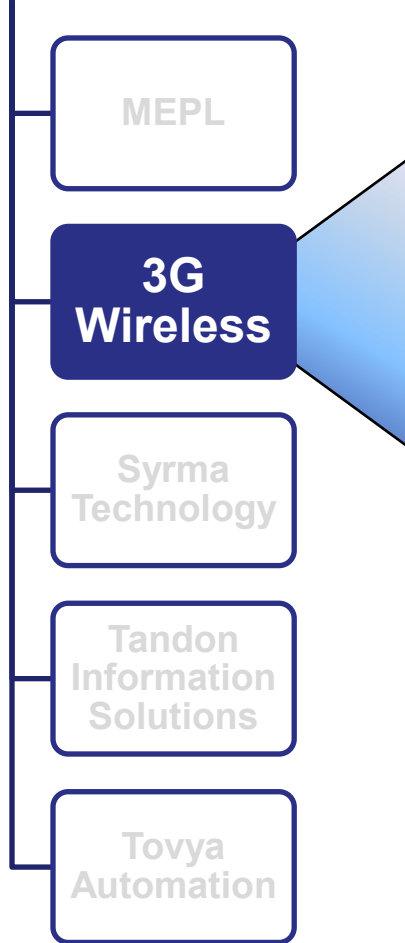 MEPL
3G
Wireless
Syrma
Technology
Tandon
Information
Solutions
Tovya
Automation